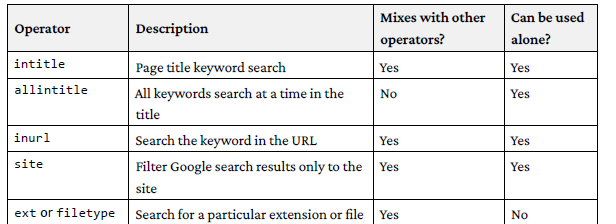 Operator Description Mixes with other operators? Can be used alone?
intitle Page title keyword search Yes Yes
allintitle All keywords search at a time in the title No Yes
inurl Search the keyword in the URL Yes Yes
site Filter Google search results only to the site Yes Yes
ext or filetype Search for a particular extension or file Yes No